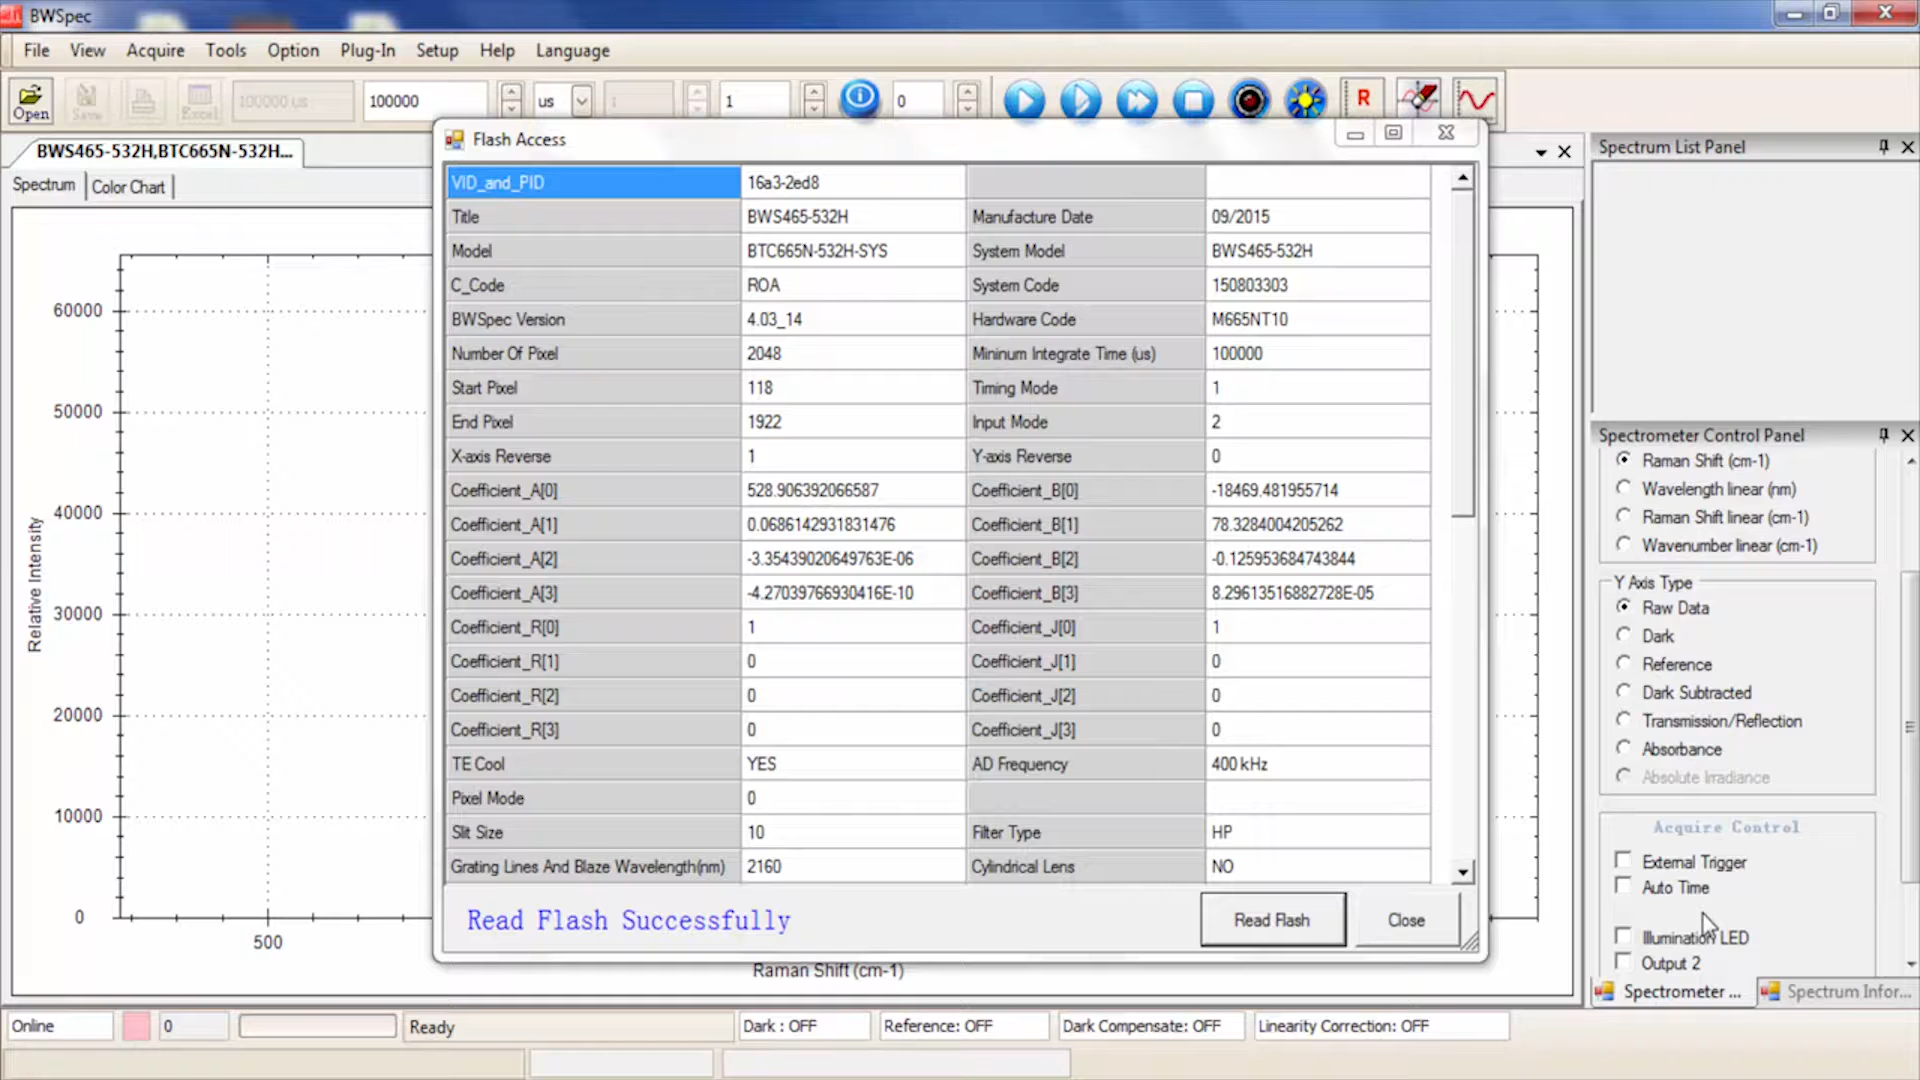 BWSpec
File View Acquire Tools Option Plug-In Setup Help Language
Open Save Excel 100000 us 100000 us 1 1 0 R
BWS465-532H,BTC665N-532H...
Spectrum Color Chart
Relative Intensity
60000
50000
40000
30000
20000
10000
0
500
Raman Shift (cm-1)
Flash Access
VID_and_PID 16a3-2ed8
Title BWS465-532H Manufacture Date 09/2015
Model BTC665N-532H-SYS System Model BWS465-532H
C_Code ROA System Code 150803303
BWSpec Version 4.03_14 Hardware Code M665NT10
Number Of Pixel 2048 Mininum Integrate Time (us) 100000
Start Pixel 118 Timing Mode 1
End Pixel 1922 Input Mode 2
X-axis Reverse 1 Y-axis Reverse 0
Coefficient_A[0] 528.906392066587 Coefficient_B[0] -18469.481955714
Coefficient_A[1] 0.0686142931831476 Coefficient_B[1] 78.3284004205262
Coefficient_A[2] -3.35439020649763E-06 Coefficient_B[2] -0.125953684743844
Coefficient_A[3] -4.27039766930416E-10 Coefficient_B[3] 8.29613516882728E-05
Coefficient_R[0] 1 Coefficient_J[0] 1
Coefficient_R[1] 0 Coefficient_J[1] 0
Coefficient_R[2] 0 Coefficient_J[2] 0
Coefficient_R[3] 0 Coefficient_J[3] 0
TE Cool YES AD Frequency 400 kHz
Pixel Mode 0
Slit Size 10 Filter Type HP
Grating Lines And Blaze Wavelength(nm) 2160 Cylindrical Lens NO
Read Flash Successfully Read Flash Close
Spectrum List Panel
Spectrometer Control Panel
Raman Shift (cm-1)
Wavelength linear (nm)
Raman Shift linear (cm-1)
Wavenumber linear (cm-1)
Y Axis Type
Raw Data
Dark
Reference
Dark Subtracted
Transmission/Reflection
Absorbance
Absolute Irradiance
Acquire Control
External Trigger
Auto Time
Illumination LED
Output 2
Spectrometer ... Spectrum Infor...
Online 0 Ready Dark : OFF Reference: OFF Dark Compensate: OFF Linearity Correction: OFF